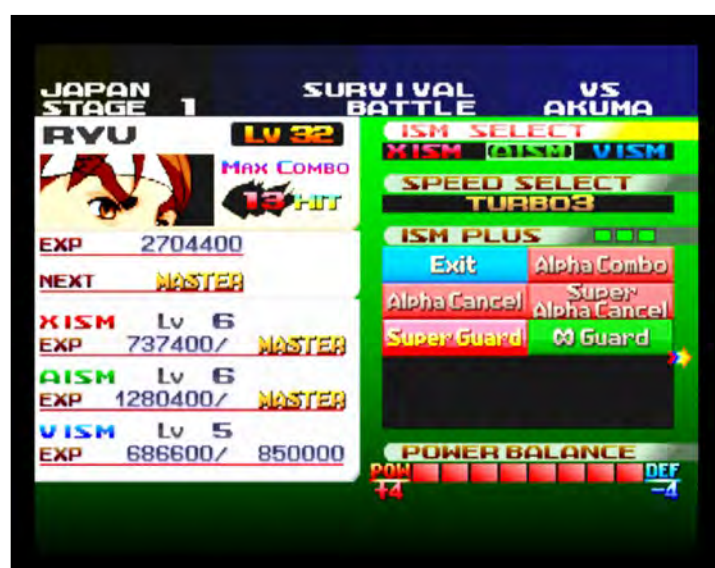 JAPAN SURVIVAL VS
STAGE 1 BATTLE AKUMA
RYU Lv 32
MAX COMBO
13 HIT
EXP 2704400
NEXT MASTER
XISM Lv 6
EXP 737400/ MASTER
AISM Lv 6
EXP 1280400/ MASTER
VISM Lv 5
EXP 686600/ 850000
ISM SELECT
XISM AISM VISM
SPEED SELECT
TURBO3
ISM PLUS
Exit Alpha Combo
Alpha Cancel Super Alpha Cancel
Super Guard ∞ Guard
POWER BALANCE
POW DEF
+4 -4